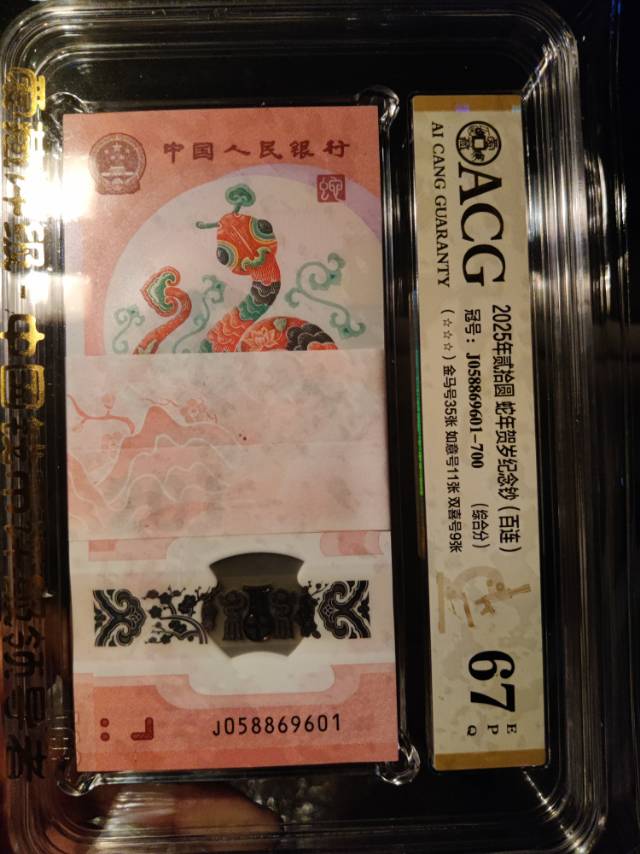 中国人民银行
J058869601
ACG
AI CANG GUARANTY
2025年贰拾圆 蛇年贺岁纪念钞（百连）
冠号：J058869601-700 （综合分）
（☆☆☆）金马号35张 如意号11张 双喜号9张
67
E
P
Q